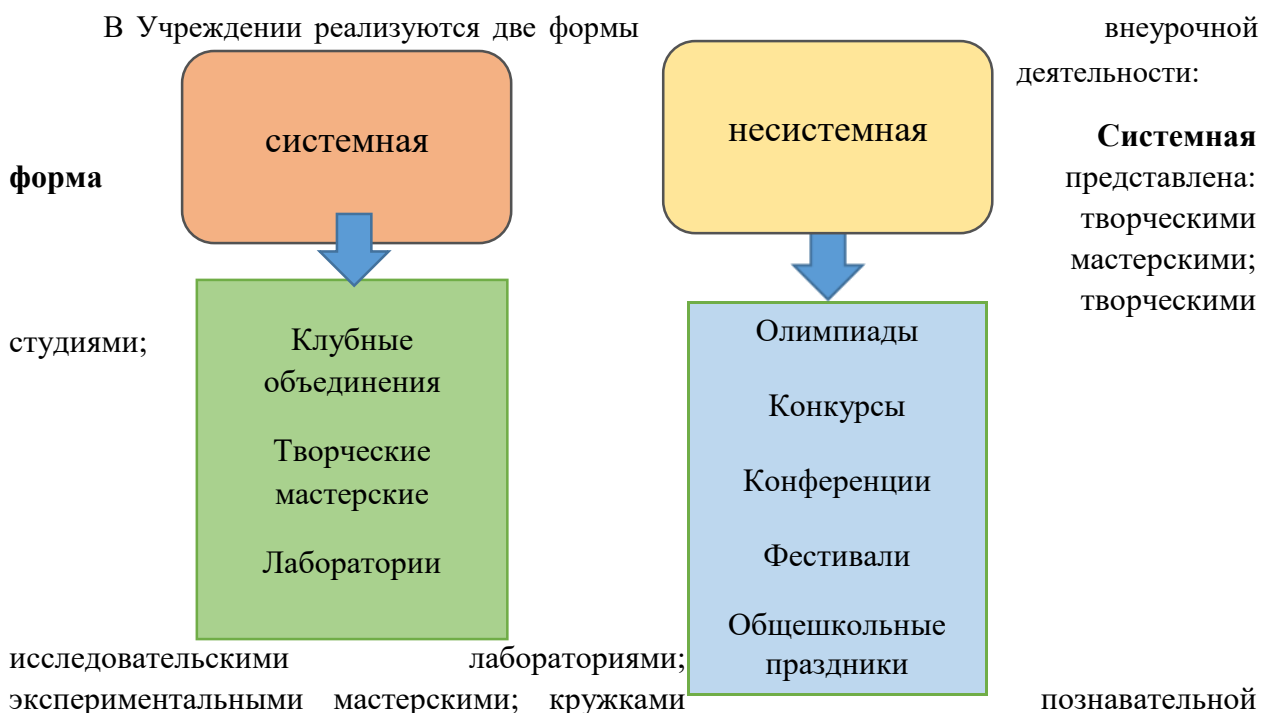 В Учреждении реализуются две формы внеурочной
деятельности:
Системная
форма представлена:
творческими
мастерскими;
творческими
студиями;
системная
Клубные
объединения
Творческие
мастерские
Лаборатории
несистемная
Олимпиады
Конкурсы
Конференции
Фестивали
Общешкольные
праздники
исследовательскими лабораториями;
экспериментальными мастерскими; кружками познавательной